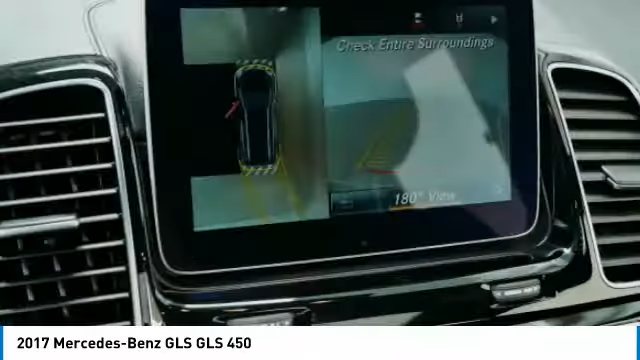 Check Entire Surroundings
180° View
2017 Mercedes-Benz GLS GLS 450